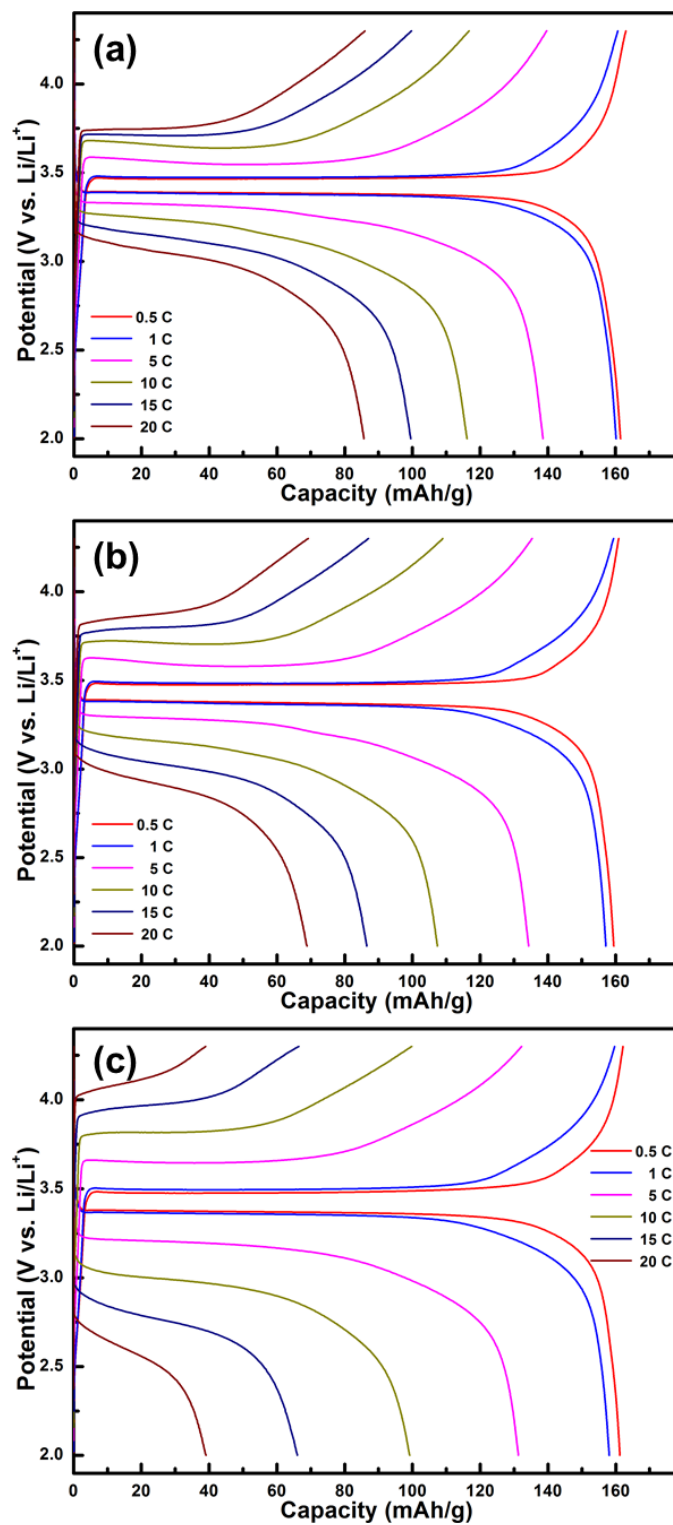 (a)
4.0
3.5
3.0
2.5
2.0
Potential (V vs. Li/Li⁺)
0.5 C
1 C
5 C
10 C
15 C
20 C
0 20 40 60 80 100 120 140 160
Capacity (mAh/g)
(b)
4.0
3.5
3.0
2.5
2.0
Potential (V vs. Li/Li⁺)
0.5 C
1 C
5 C
10 C
15 C
20 C
0 20 40 60 80 100 120 140 160
Capacity (mAh/g)
(c)
4.0
3.5
3.0
2.5
2.0
Potential (V vs. Li/Li⁺)
0.5 C
1 C
5 C
10 C
15 C
20 C
0 20 40 60 80 100 120 140 160
Capacity (mAh/g)